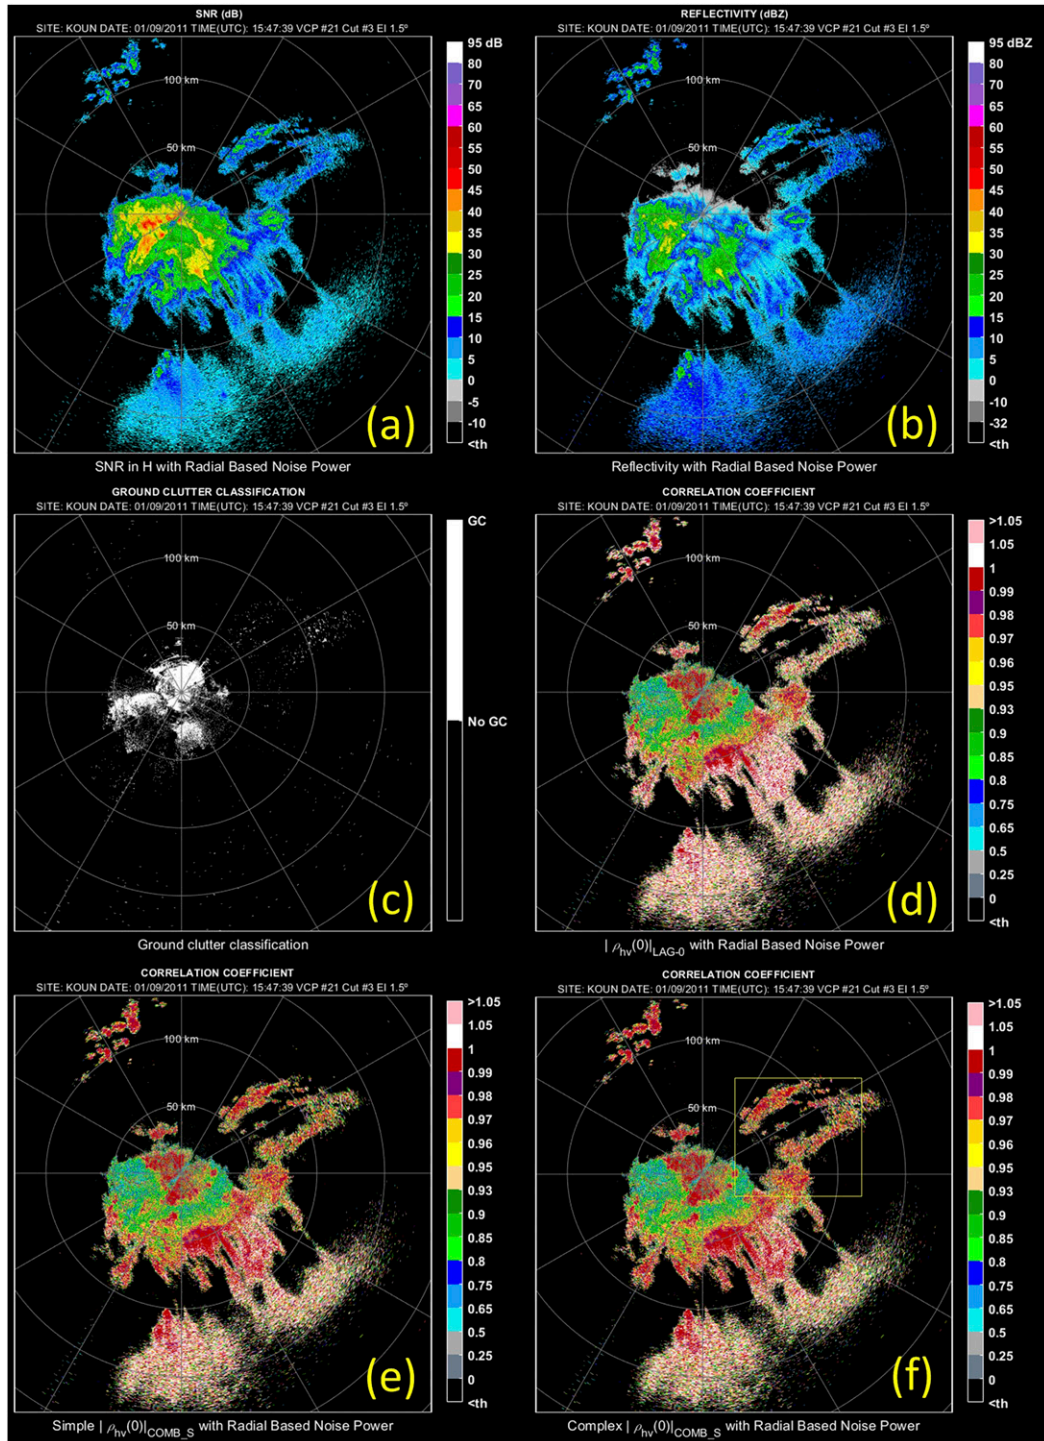 SNR (dB)
SITE: KOUN DATE: 01/09/2011 TIME(UTC): 15:47:39 VCP #21 Cut #3 El 1.5º
100 km
50 km
95 dB
80
70
65
60
55
50
45
40
35
30
25
20
15
10
5
0
-5
-10
<th
(a)
SNR in H with Radial Based Noise Power
REFLECTIVITY (dBZ)
SITE: KOUN DATE: 01/09/2011 TIME(UTC): 15:47:39 VCP #21 Cut #3 El 1.5º
100 km
50 km
95 dBZ
80
70
65
60
55
50
45
40
35
30
25
20
15
10
5
0
-10
-32
<th
(b)
Reflectivity with Radial Based Noise Power
GROUND CLUTTER CLASSIFICATION
SITE: KOUN DATE: 01/09/2011 TIME(UTC): 15:47:39 VCP #21 Cut #3 El 1.5º
100 km
50 km
GC
No GC
(c)
Ground clutter classification
CORRELATION COEFFICIENT
SITE: KOUN DATE: 01/09/2011 TIME(UTC): 15:47:39 VCP #21 Cut #3 El 1.5º
100 km
50 km
>1.05
1.05
1
0.99
0.98
0.97
0.96
0.95
0.93
0.9
0.85
0.8
0.75
0.65
0.5
0.25
0
<th
(d)
| ρhv(0)|LAG-0 with Radial Based Noise Power
CORRELATION COEFFICIENT
SITE: KOUN DATE: 01/09/2011 TIME(UTC): 15:47:39 VCP #21 Cut #3 El 1.5º
100 km
50 km
>1.05
1.05
1
0.99
0.98
0.97
0.96
0.95
0.93
0.9
0.85
0.8
0.75
0.65
0.5
0.25
0
<th
(e)
Simple | ρhv(0)|COMB_S with Radial Based Noise Power
CORRELATION COEFFICIENT
SITE: KOUN DATE: 01/09/2011 TIME(UTC): 15:47:39 VCP #21 Cut #3 El 1.5º
100 km
50 km
>1.05
1.05
1
0.99
0.98
0.97
0.96
0.95
0.93
0.9
0.85
0.8
0.75
0.65
0.5
0.25
0
<th
(f)
Complex | ρhv(0)|COMB_S with Radial Based Noise Power